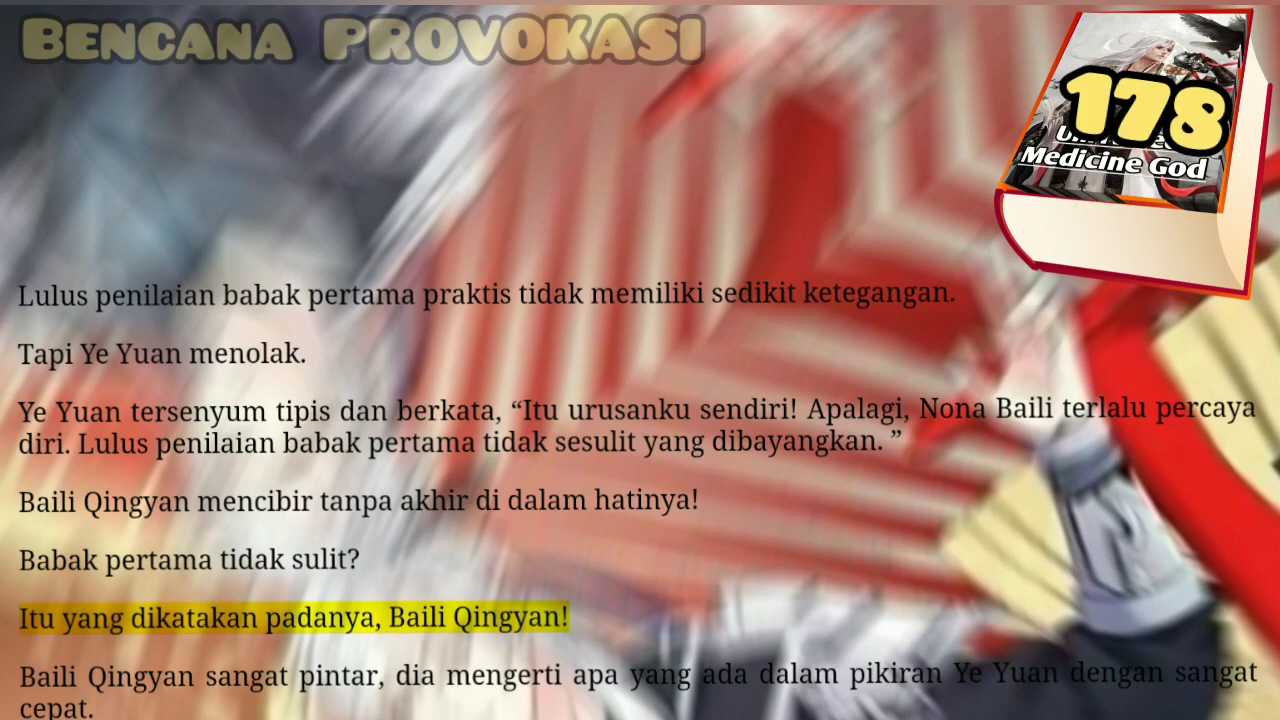 BENCANA PROVOKASI
178
Medicine God
Lulus penilaian babak pertama praktis tidak memiliki sedikit ketegangan.
Tapi Ye Yuan menolak.
Ye Yuan tersenyum tipis dan berkata, “Itu urusanku sendiri! Apalagi, Nona Baili terlalu percaya
diri. Lulus penilaian babak pertama tidak sesulit yang dibayangkan. ”
Baili Qingyan mencibir tanpa akhir di dalam hatinya!
Babak pertama tidak sulit?
Itu yang dikatakan padanya, Baili Qingyan!
Baili Qingyan sangat pintar, dia mengerti apa yang ada dalam pikiran Ye Yuan dengan sangat
cepat.